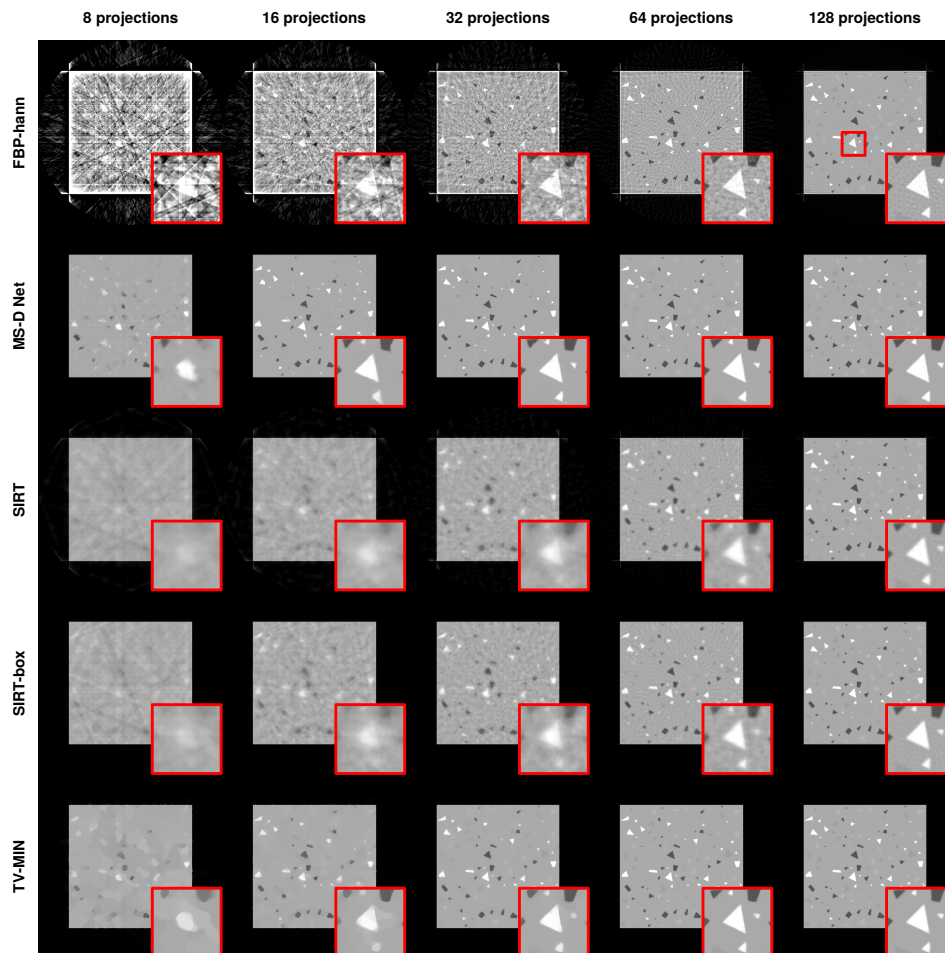 8 projections
16 projections
32 projections
64 projections
128 projections
FBP-hann
MS-D Net
SIRT
SIRT-box
TV-MIN